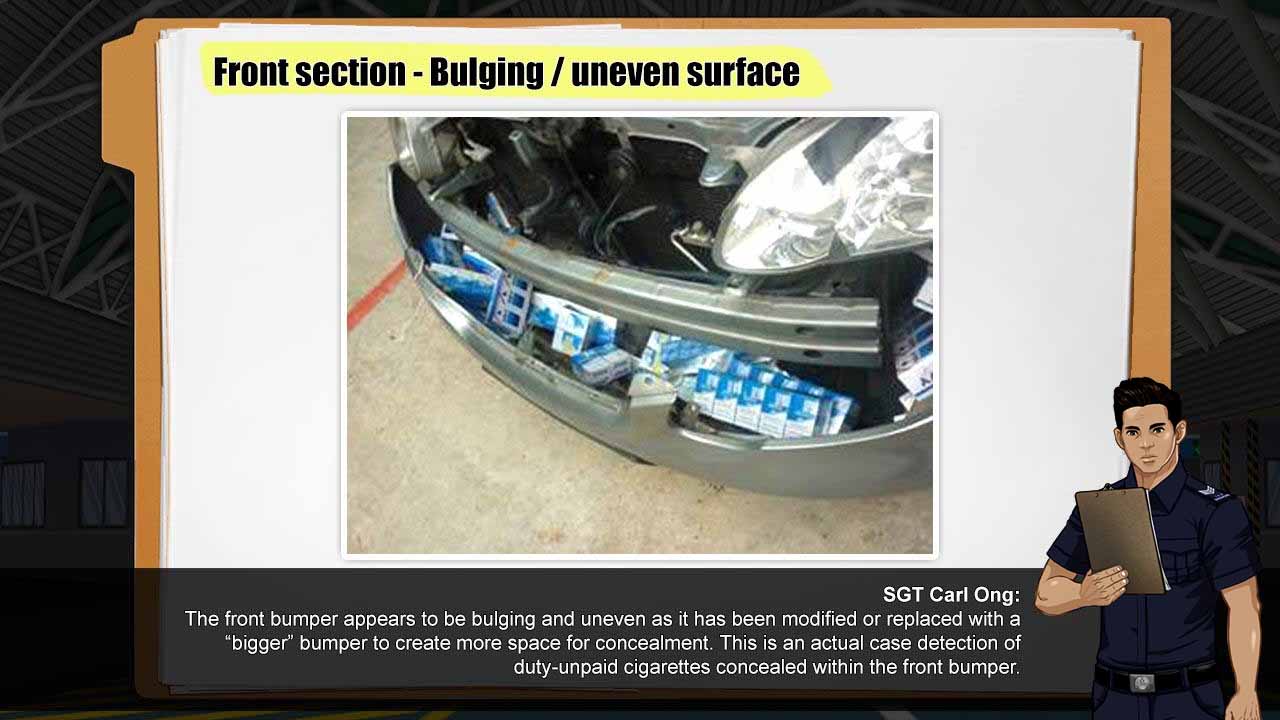 Front section - Bulging / uneven surface
SGT Carl Ong:
The front bumper appears to be bulging and uneven as it has been modified or replaced with a
“bigger” bumper to create more space for concealment. This is an actual case detection of
duty-unpaid cigarettes concealed within the front bumper.